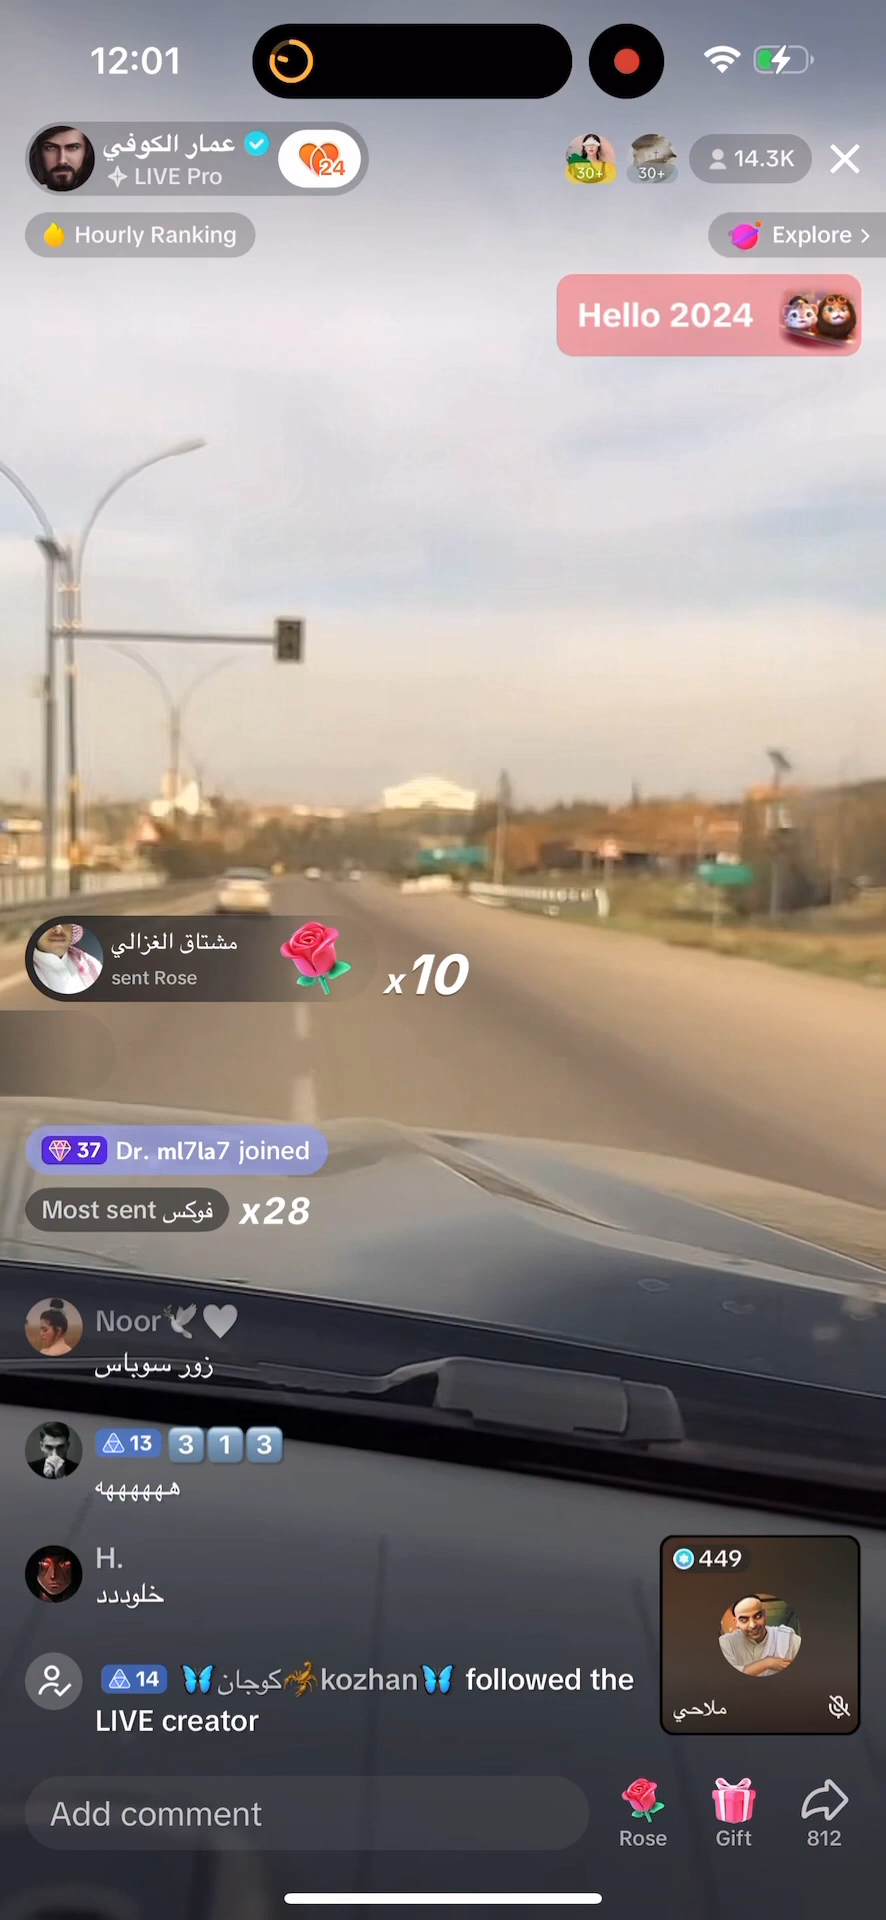 12:01
عمار الكوفي
LIVE Pro
24
30+
30+
14.3K
Hourly Ranking
Explore >
Hello 2024
مشتاق الغزالي
sent Rose
x10
37 Dr. ml7la7 joined
Most sent فوكس x28
Noor🕊️🤍
زور سوباس
13 3️⃣1️⃣3️⃣
ههههههه
H.
خلوددد
14 🦋كوجان🦂kozhan🦋 followed the
LIVE creator
449
ملاحي
Add comment
Rose
Gift
812